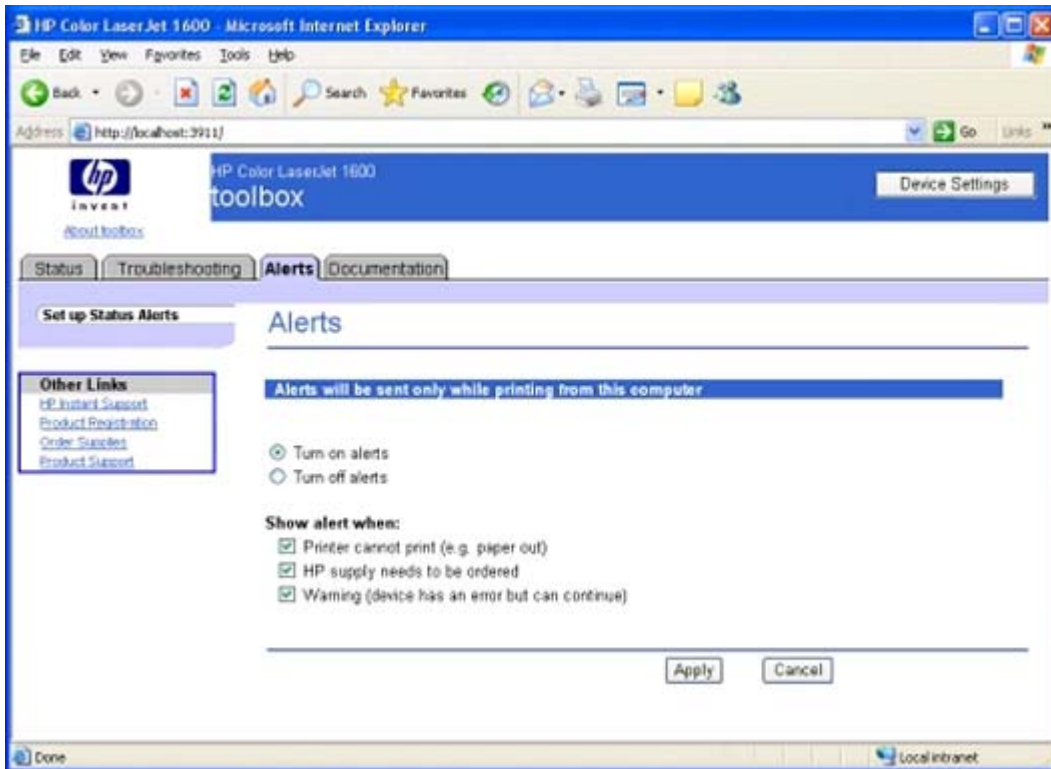 HP Color LaserJet 1600 - Microsoft Internet Explorer
File Edit View Favorites Tools Help
Back Search Favorites
Address http://localhost:3911/ Go Links »
hp
invent
HP Color LaserJet 1600
toolbox
Device Settings
About toolbox
Status Troubleshooting Alerts Documentation
Set up Status Alerts
Alerts
Other Links
HP Instant Support
Product Registration
Order Supplies
Product Support
Alerts will be sent only while printing from this computer
Turn on alerts
Turn off alerts
Show alert when:
Printer cannot print (e.g. paper out)
HP supply needs to be ordered
Warning (device has an error but can continue)
Apply Cancel
Done Local intranet